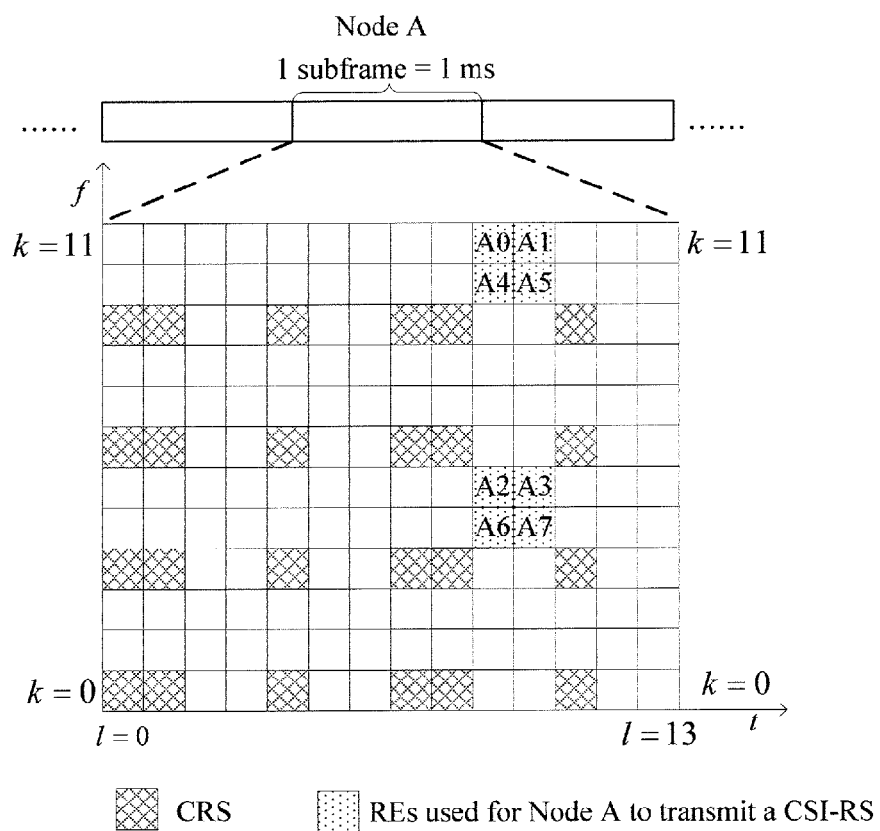 Node A
1 subframe = 1 ms
......
......
f
k = 11
k = 11
A0 A1
A4 A5
A2 A3
A6 A7
k = 0
k = 0
l = 0
l = 13
t
CRS
REs used for Node A to transmit a CSI-RS